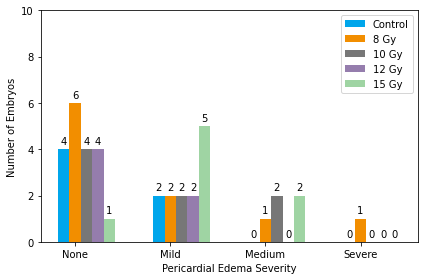 10
8
6
4
2
0
Number of Embryos
Control
8 Gy
10 Gy
12 Gy
15 Gy
4 6 4 4 1
2 2 2 2 5
0 1 2 0 2
0 1 0 0 0
None Mild Medium Severe
Pericardial Edema Severity